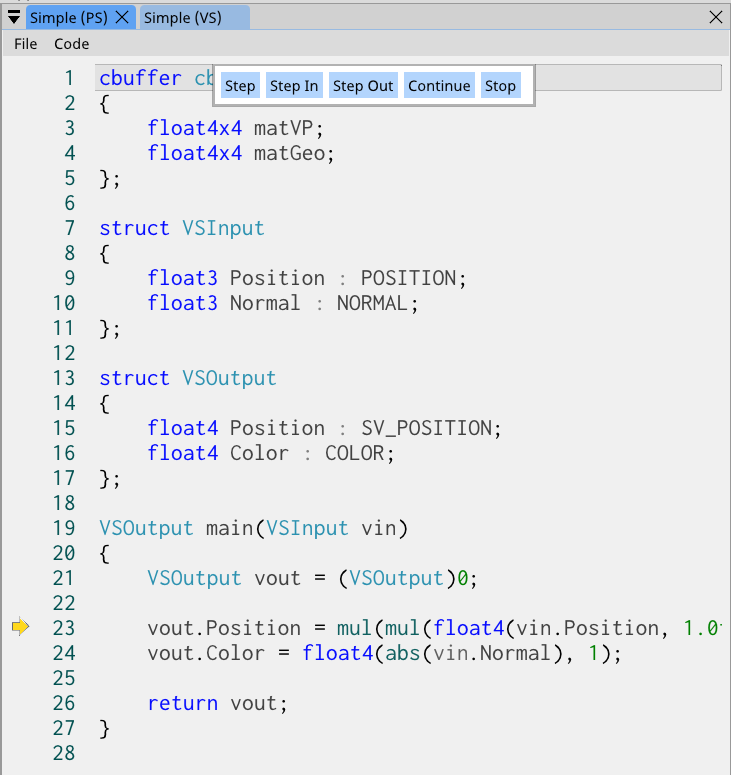 Simple (PS) Simple (VS)
File Code
Step Step In Step Out Continue Stop
1 cbuffer
2 {
3 float4x4 matVP;
4 float4x4 matGeo;
5 };
6
7 struct VSInput
8 {
9 float3 Position : POSITION;
10 float3 Normal : NORMAL;
11 };
12
13 struct VSOutput
14 {
15 float4 Position : SV_POSITION;
16 float4 Color : COLOR;
17 };
18
19 VSOutput main(VSInput vin)
20 {
21 VSOutput vout = (VSOutput)0;
22
23 vout.Position = mul(mul(float4(vin.Position, 1.0
24 vout.Color = float4(abs(vin.Normal), 1);
25
26 return vout;
27 }
28